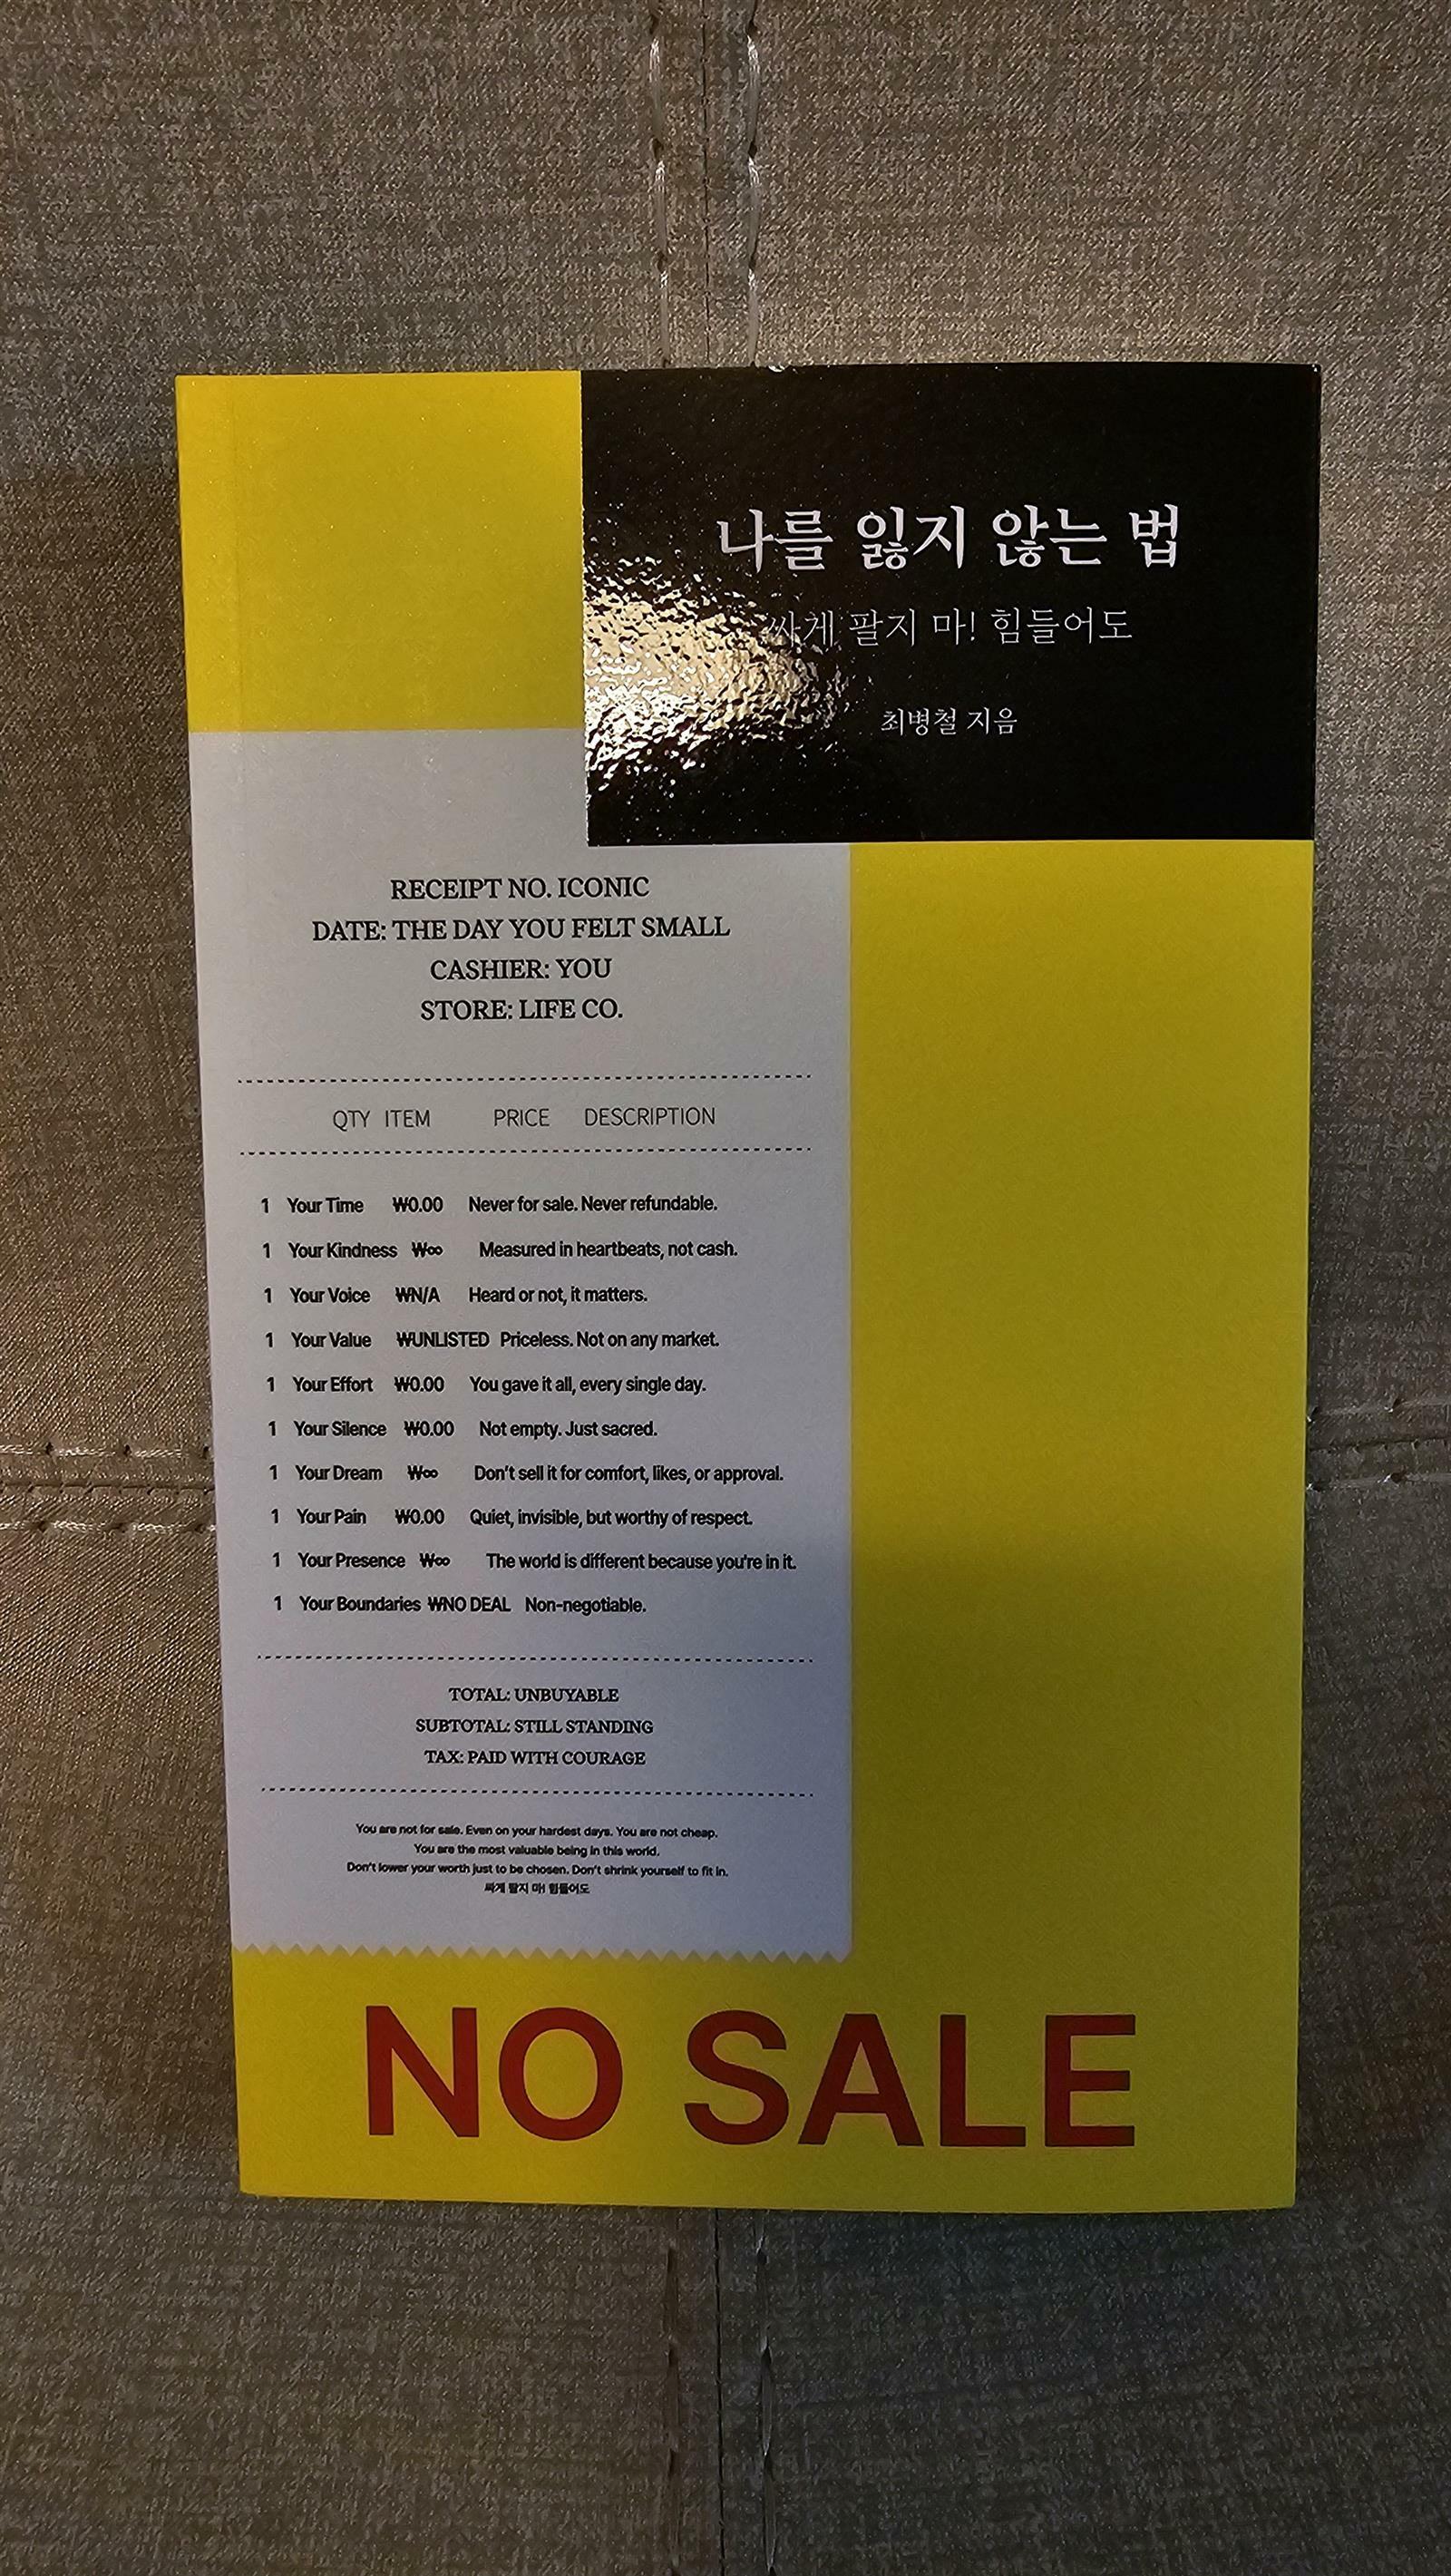 나를 잃지 않는 법
싸게 팔지 마! 힘들어도
최병철 지음
RECEIPT NO. ICONIC
DATE: THE DAY YOU FELT SMALL
CASHIER: YOU
STORE: LIFE CO.
QTY ITEM PRICE DESCRIPTION
1 Your Time ₩0.00 Never for sale. Never refundable.
1 Your Kindness ₩∞ Measured in heartbeats, not cash.
1 Your Voice ₩N/A Heard or not, it matters.
1 Your Value ₩UNLISTED Priceless. Not on any market.
1 Your Effort ₩0.00 You gave it all, every single day.
1 Your Silence ₩0.00 Not empty. Just sacred.
1 Your Dream ₩∞ Don't sell it for comfort, likes, or approval.
1 Your Pain ₩0.00 Quiet, invisible, but worthy of respect.
1 Your Presence ₩∞ The world is different because you're in it.
1 Your Boundaries ₩NO DEAL Non-negotiable.
TOTAL: UNBUYABLE
SUBTOTAL: STILL STANDING
TAX: PAID WITH COURAGE
You are not for sale. Even on your hardest days. You are not cheap.
You are the most valuable being in this world.
Don't lower your worth just to be chosen. Don't shrink yourself to fit in.
싸게 팔지 마! 힘들어도
NO SALE